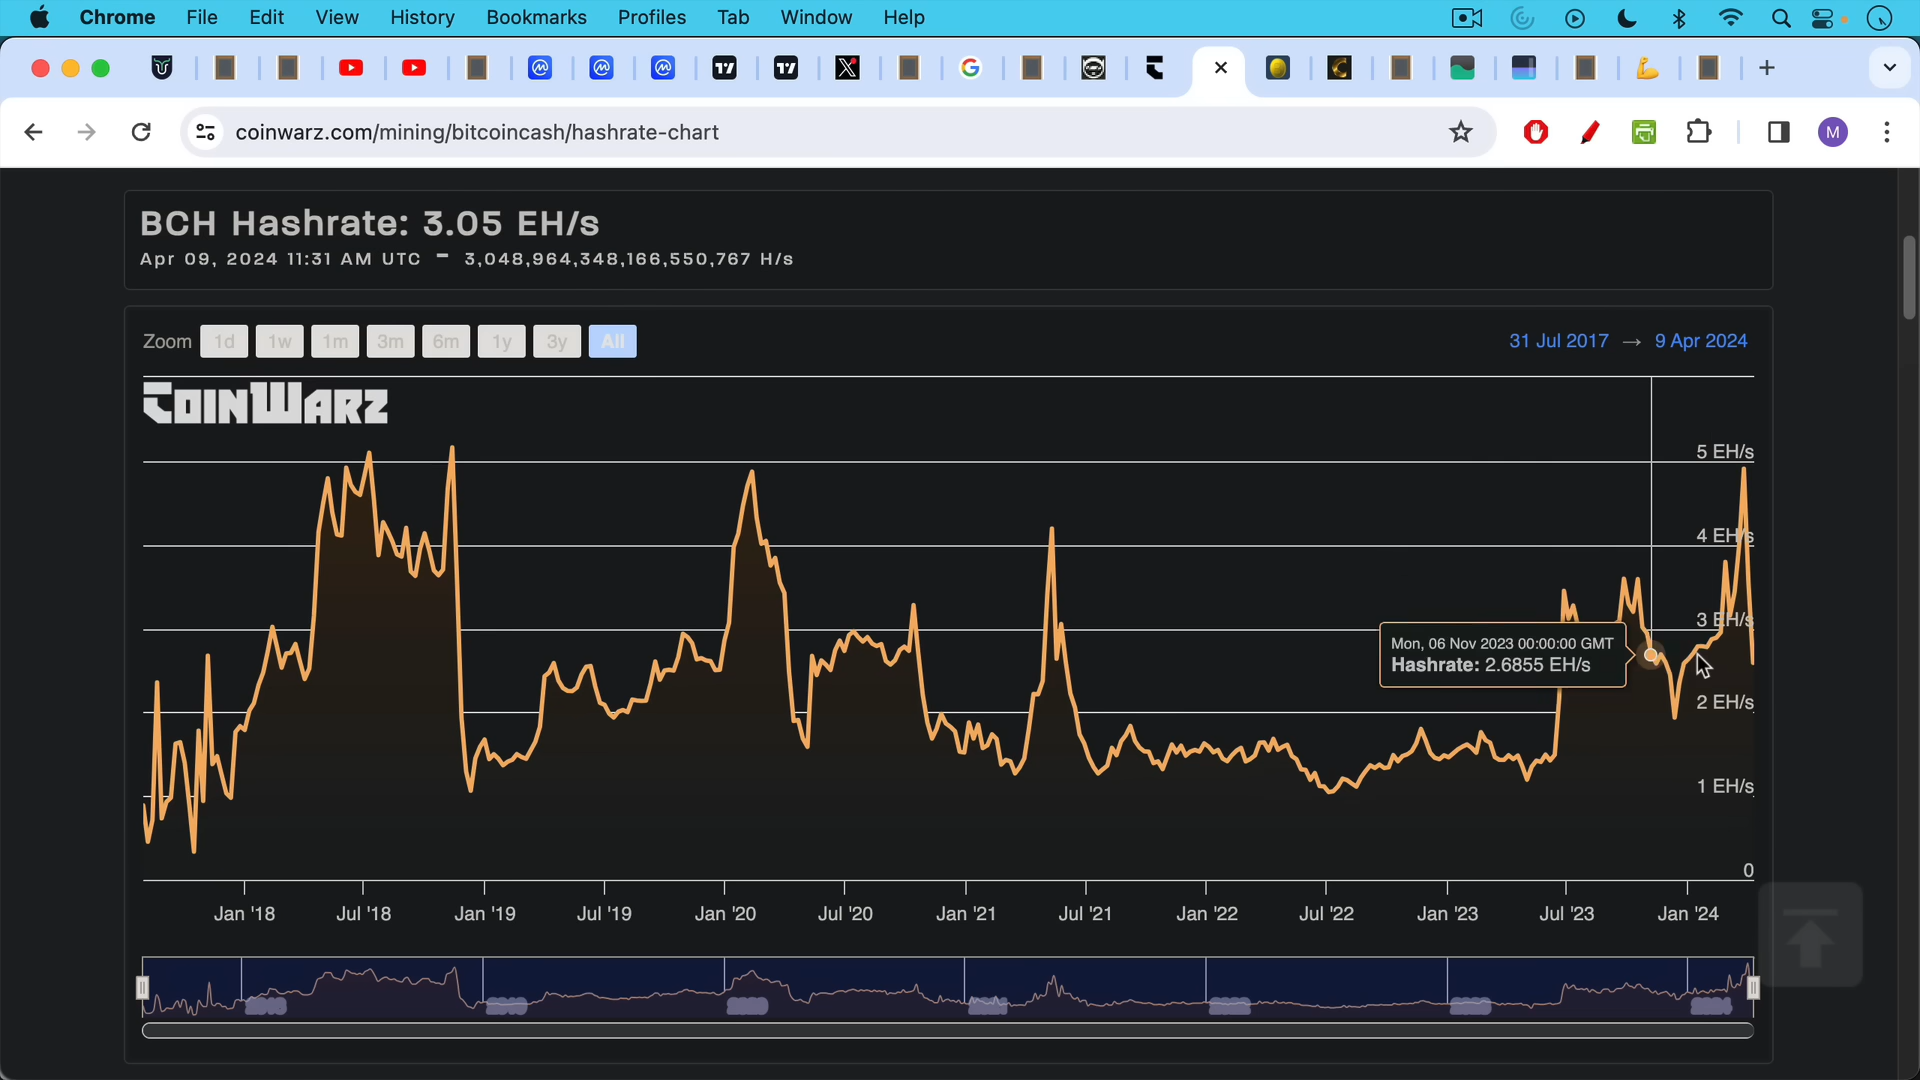 Chrome File Edit View History Bookmarks Profiles Tab Window Help
coinwarz.com/mining/bitcoincash/hashrate-chart
M
BCH Hashrate: 3.05 EH/s
Apr 09, 2024 11:31 AM UTC - 3,048,964,348,166,550,767 H/s
Zoom 1d 1w 1m 3m 6m 1y 3y All
31 Jul 2017 → 9 Apr 2024
CoinWarz
5 EH/s
4 EH/s
3 EH/s
Mon, 06 Nov 2023 00:00:00 GMT
Hashrate: 2.6855 EH/s
2 EH/s
1 EH/s
0
Jan '18 Jul '18 Jan '19 Jul '19 Jan '20 Jul '20 Jan '21 Jul '21 Jan '22 Jul '22 Jan '23 Jul '23 Jan '24